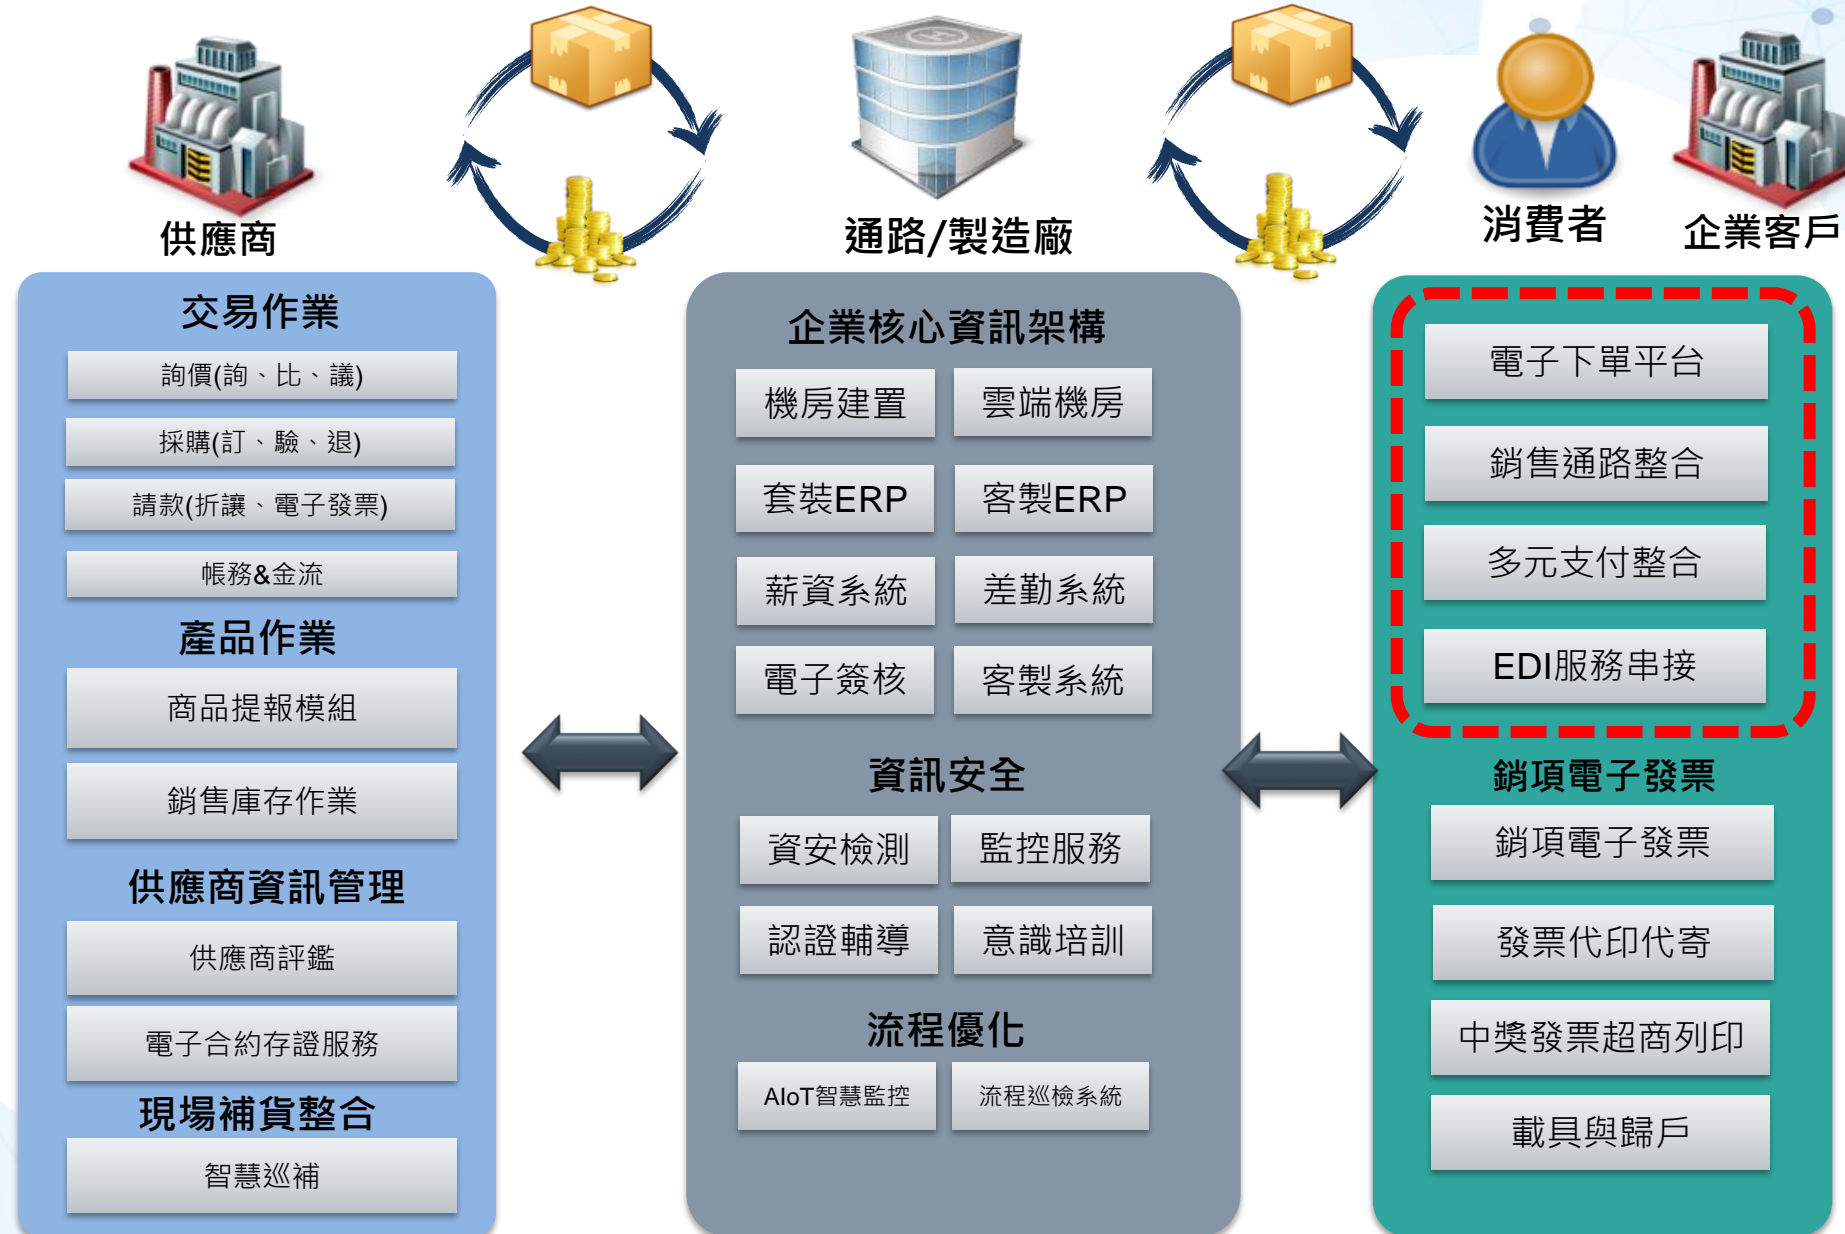 供應商
通路/製造廠
消費者
企業客戶
交易作業
詢價(詢、比、議)
採購(訂、驗、退)
請款(折讓、電子發票)
帳務&金流
產品作業
商品提報模組
銷售庫存作業
供應商資訊管理
供應商評鑑
電子合約存證服務
現場補貨整合
智慧巡補
企業核心資訊架構
機房建置
雲端機房
套裝ERP
客製ERP
薪資系統
差勤系統
電子簽核
客製系統
資訊安全
資安檢測
監控服務
認證輔導
意識培訓
流程優化
AIoT智慧監控
流程巡檢系統
電子下單平台
銷售通路整合
多元支付整合
EDI服務串接
銷項電子發票
銷項電子發票
發票代印代寄
中獎發票超商列印
載具與歸戶